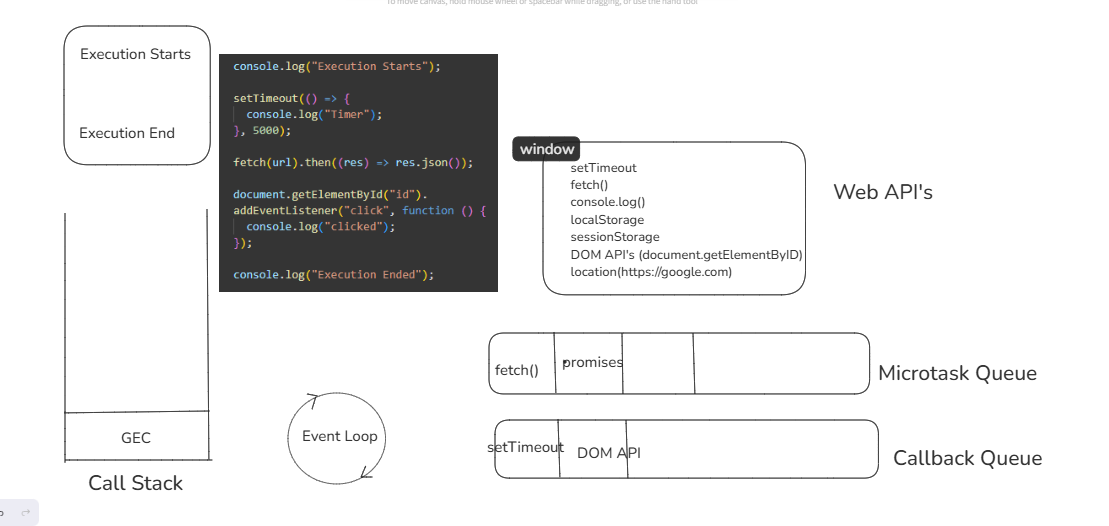 To move canvas, hold mouse wheel or spacebar while dragging, or use the hand tool
Execution Starts
Execution End
console.log("Execution Starts");
setTimeout(() => {
console.log("Timer");
}, 5000);
fetch(url).then((res) => res.json());
document.getElementById("id").
addEventListener("click", function () {
console.log("clicked");
});
console.log("Execution Ended");
window
setTimeout
fetch()
console.log()
localStorage
sessionStorage
DOM API's (document.getElementByID)
location(https://google.com)
Web API's
fetch()
promises
Microtask Queue
setTimeout
DOM API
Callback Queue
Event Loop
GEC
Call Stack